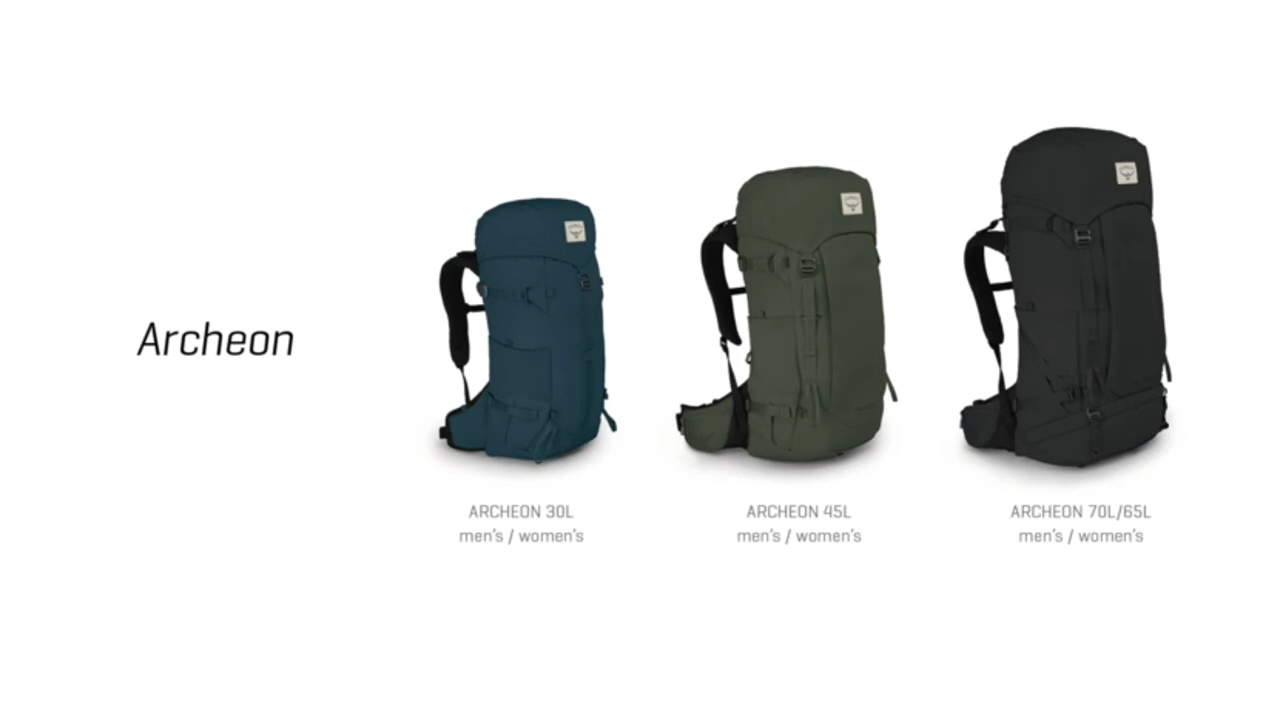 Archeon
ARCHEON 30L
men's / women's
ARCHEON 45L
men's / women's
ARCHEON 70L/65L
men's / women's